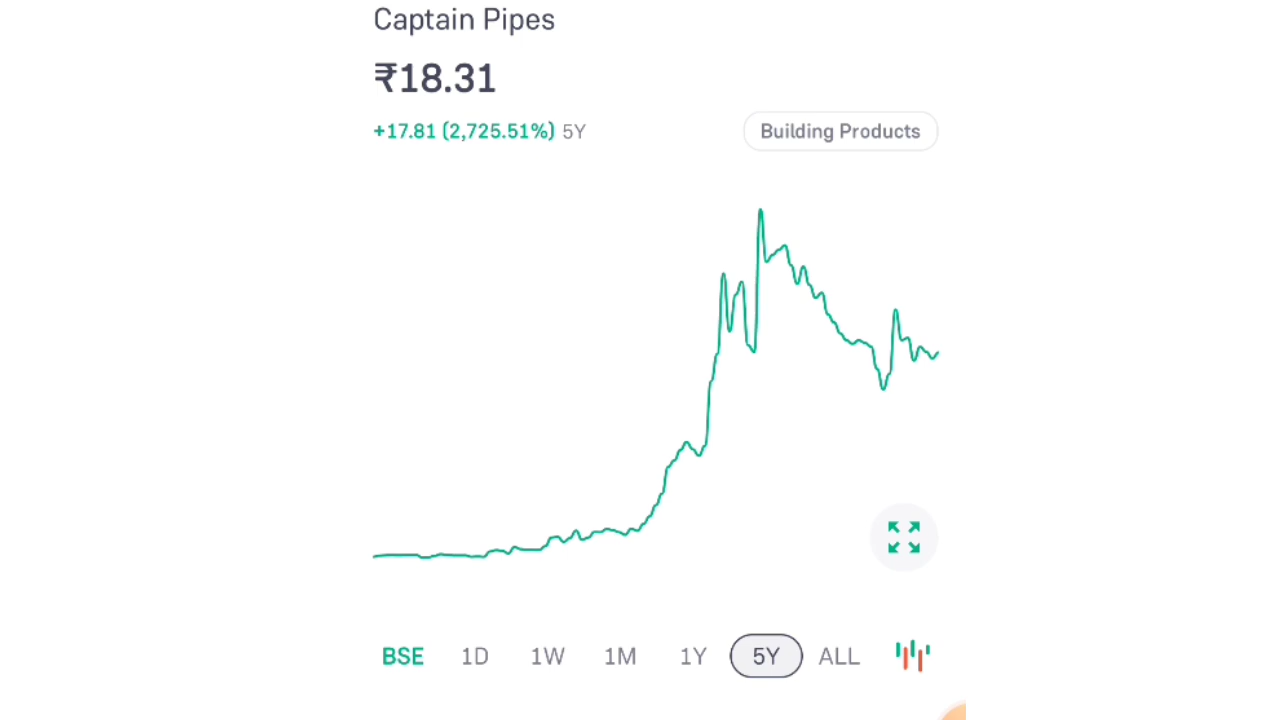 Captain Pipes
₹18.31
+17.81 (2,725.51%) 5Y
Building Products
BSE 1D 1W 1M 1Y 5Y ALL